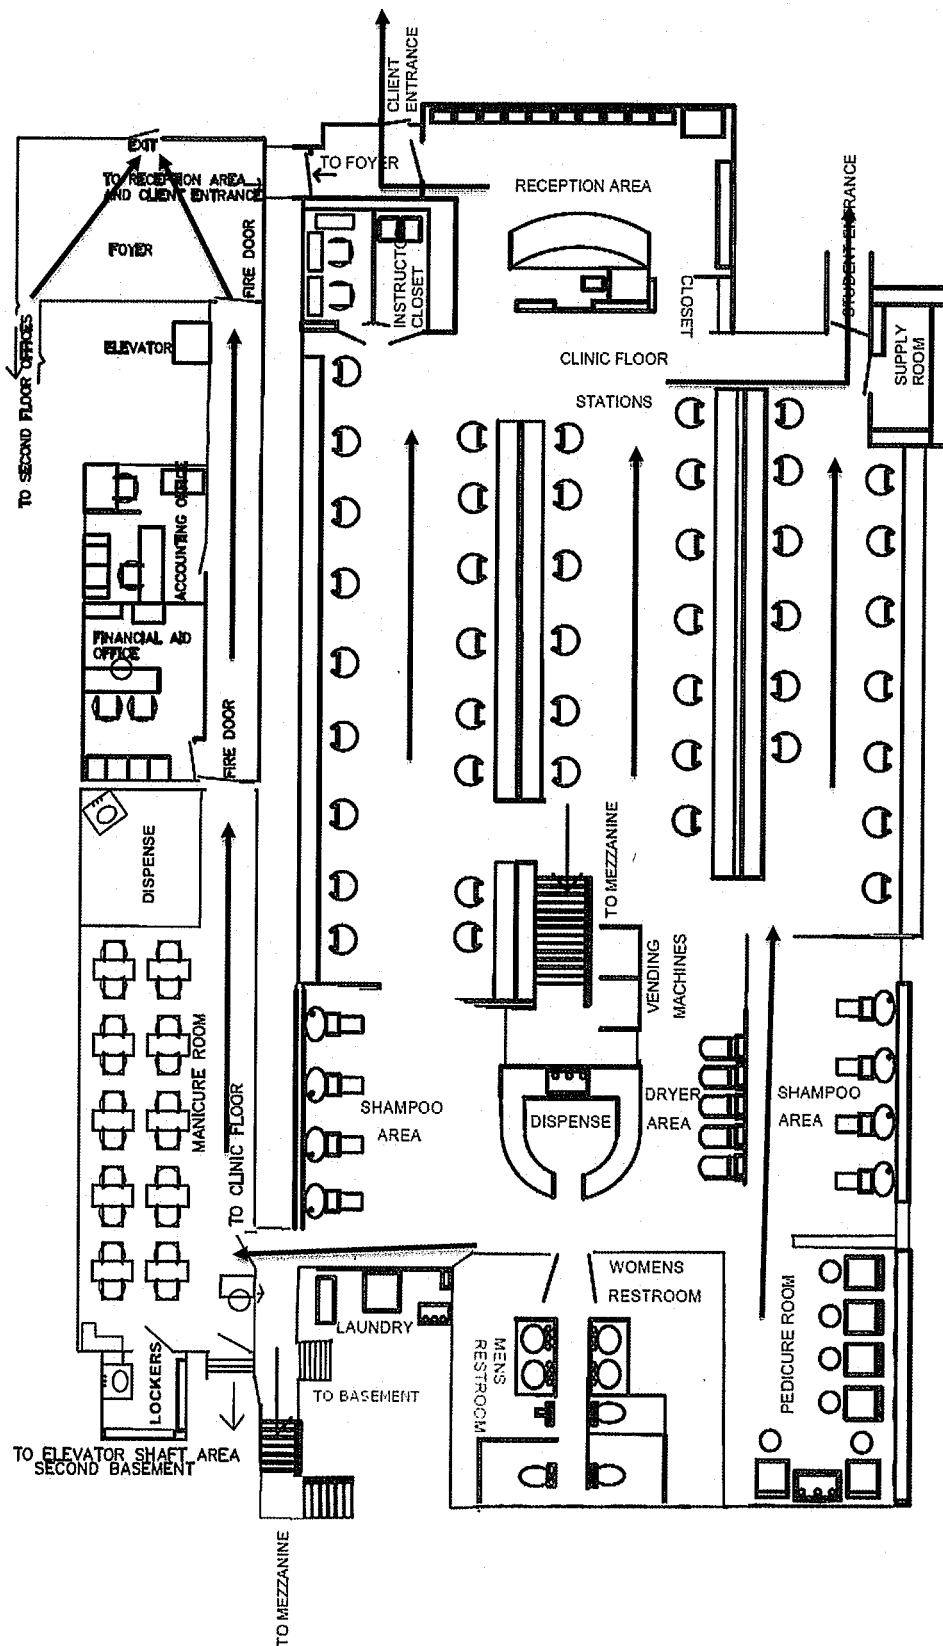 CLIENT
ENTRANCE
EXIT
TO FOYER
TO RECEPTION AREA
AND CLIENT ENTRANCE
RECEPTION AREA
STUDENT ENTRANCE
FOYER
FIRE DOOR
INSTRUCTOR
CLOSET
CLOSET
ELEVATOR
TO SECOND FLOOR OFFICES
CLINIC FLOOR
STATIONS
SUPPLY
ROOM
ACCOUNTING OFFICE
FINANCIAL AID
OFFICE
FIRE DOOR
DISPENSE
TO MEZZANINE
VENDING
MACHINES
MANICURE ROOM
TO CLINIC FLOOR
SHAMPOO
AREA
DISPENSE
DRYER
AREA
SHAMPOO
AREA
WOMENS
RESTROOM
LAUNDRY
MENS
RESTROOM
PEDICURE ROOM
LOCKERS
TO BASEMENT
TO ELEVATOR SHAFT AREA
SECOND BASEMENT
TO MEZZANINE